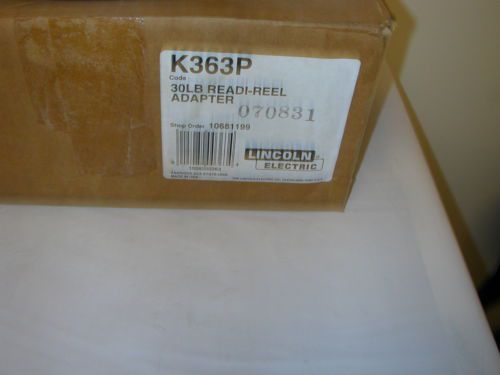 K363P
Code
30LB READI-REEL
ADAPTER
070831
Shop Order 10681199
LINCOLN
ELECTRIC